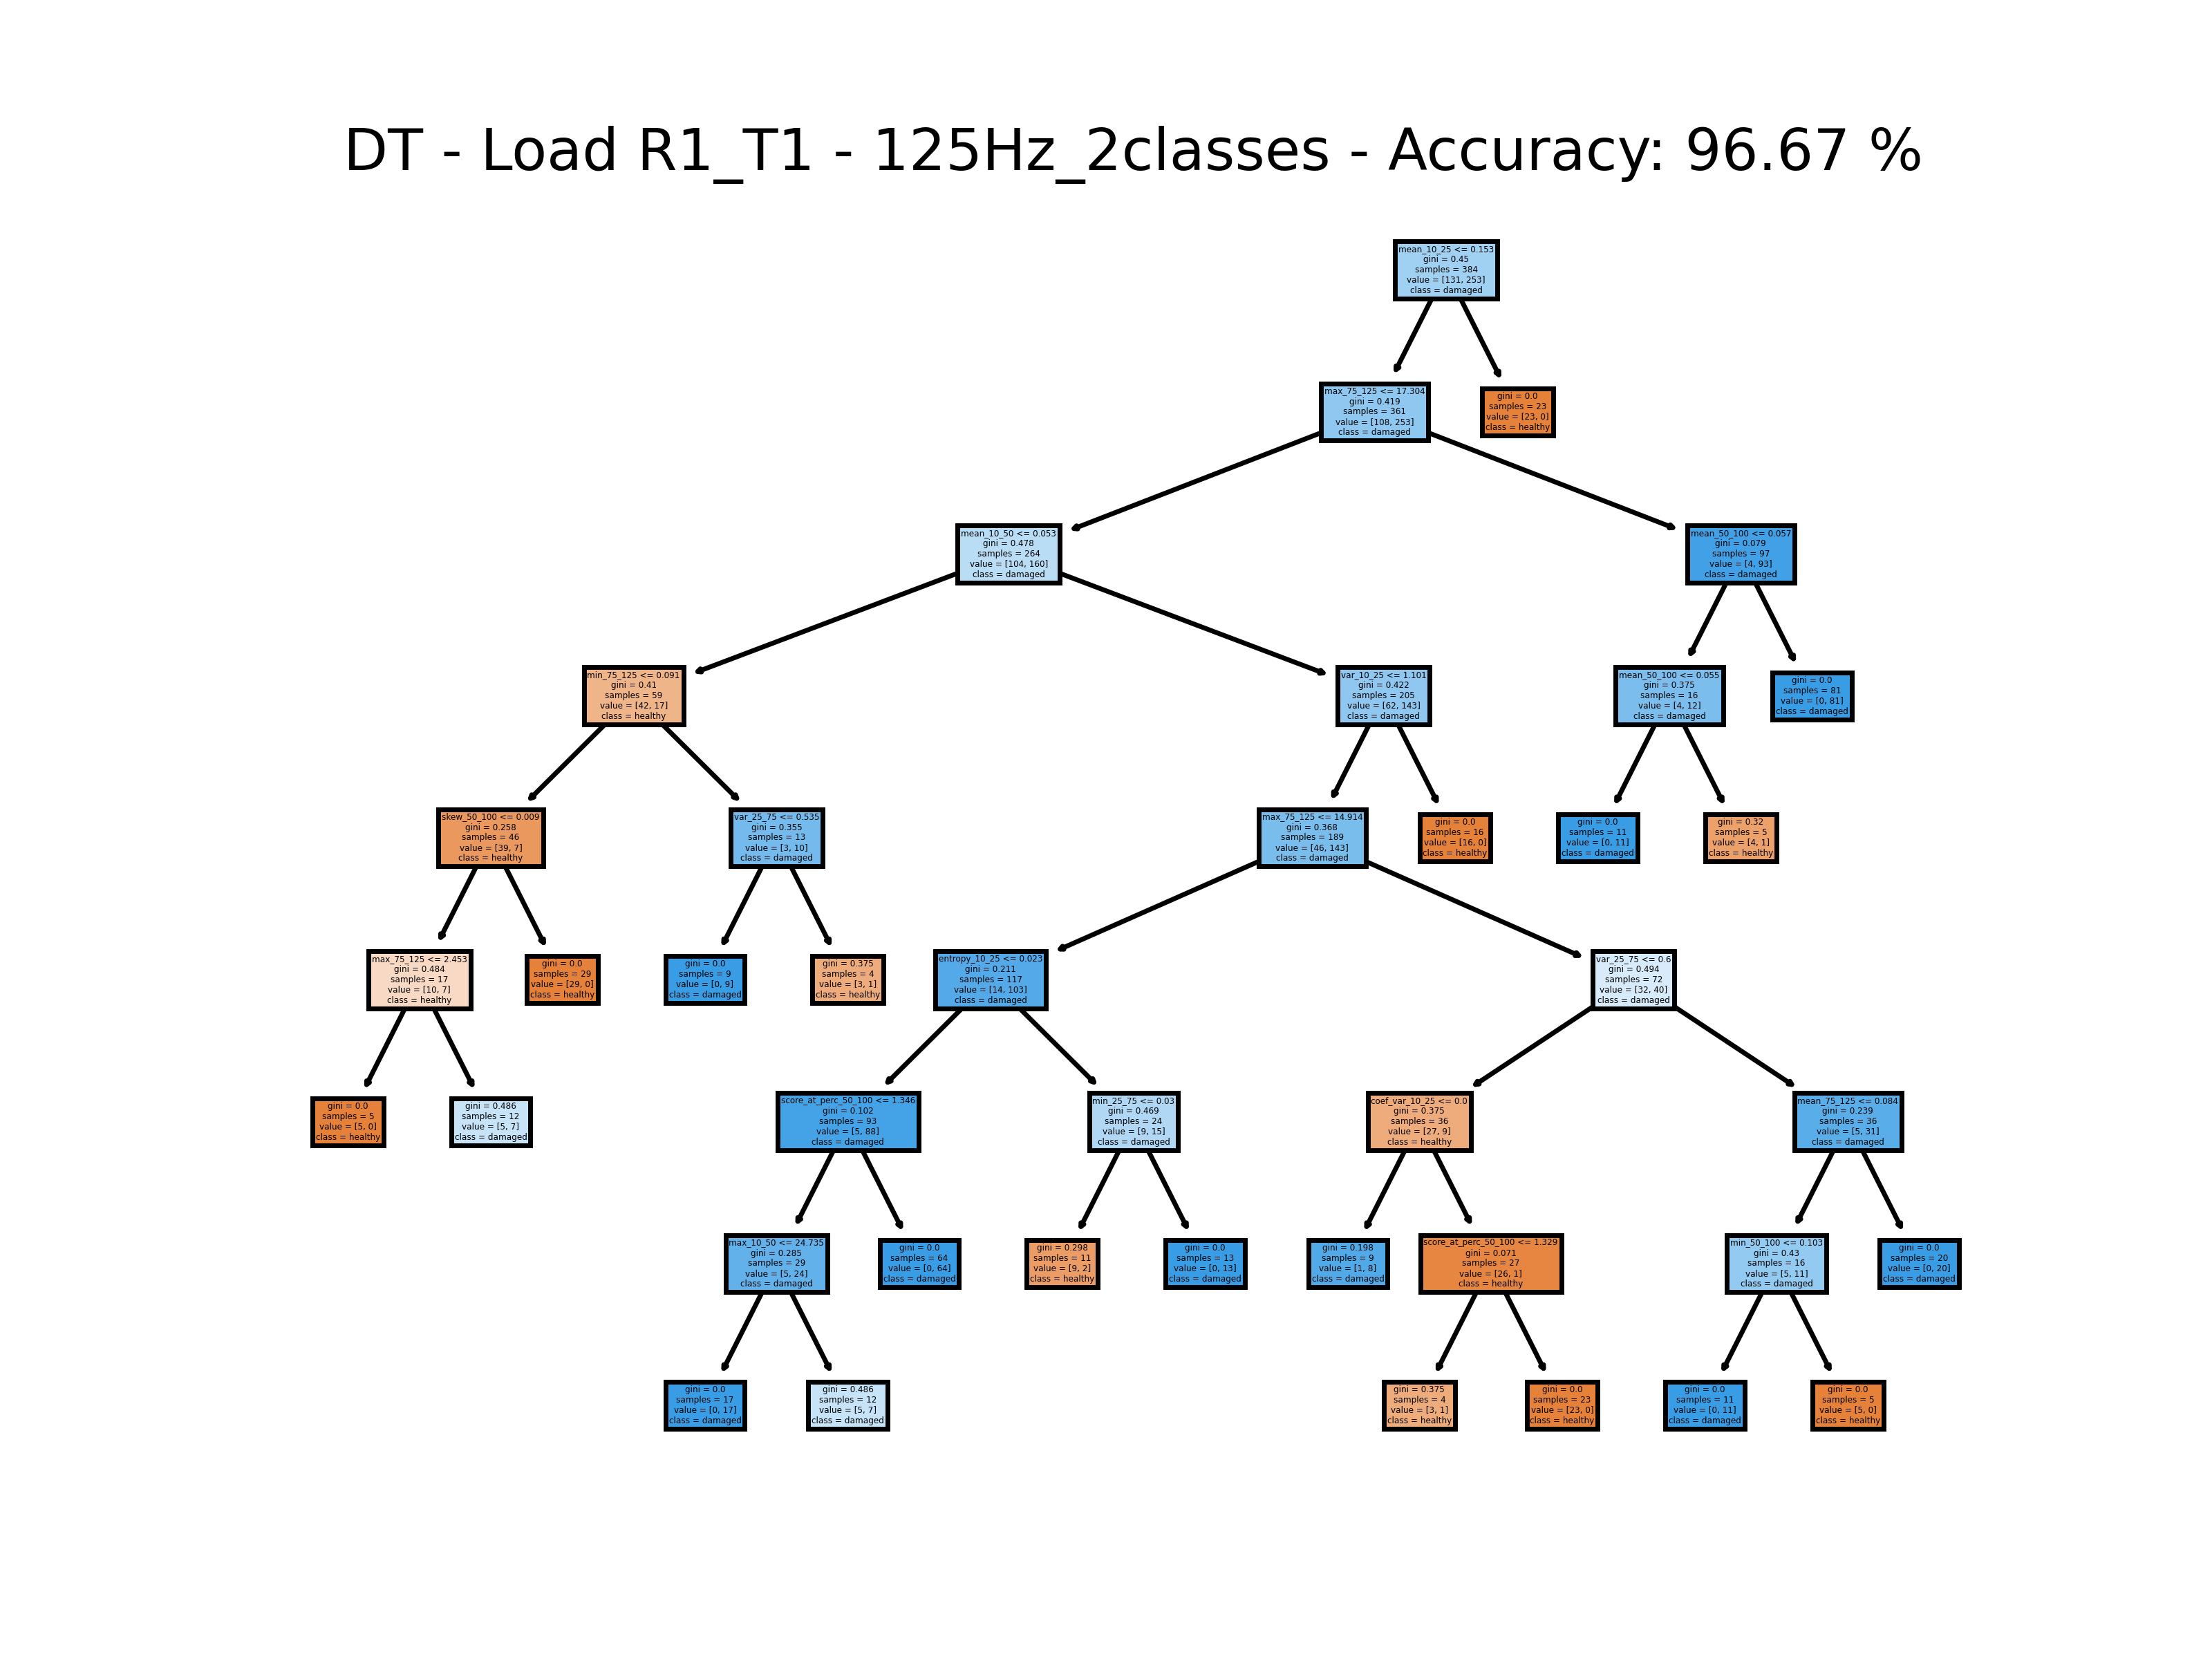 DT - Load R1_T1 - 125Hz_2classes - Accuracy: 96.67 %
mean_10_25 <= 0.153
gini = 0.45
samples = 384
value = [131, 253]
class = damaged
max_75_125 <= 17.304
gini = 0.419
samples = 361
value = [108, 253]
class = damaged
gini = 0.0
samples = 23
value = [23, 0]
class = healthy
mean_10_50 <= 0.053
gini = 0.478
samples = 264
value = [104, 160]
class = damaged
mean_50_100 <= 0.057
gini = 0.079
samples = 97
value = [4, 93]
class = damaged
min_75_125 <= 0.091
gini = 0.41
samples = 59
value = [42, 17]
class = healthy
var_10_25 <= 1.101
gini = 0.422
samples = 205
value = [62, 143]
class = damaged
mean_50_100 <= 0.055
gini = 0.375
samples = 16
value = [4, 12]
class = damaged
gini = 0.0
samples = 81
value = [0, 81]
class = damaged
skew_50_100 <= 0.009
gini = 0.258
samples = 46
value = [39, 7]
class = healthy
var_25_75 <= 0.535
gini = 0.355
samples = 13
value = [3, 10]
class = damaged
max_75_125 <= 14.914
gini = 0.368
samples = 189
value = [46, 143]
class = damaged
gini = 0.0
samples = 16
value = [16, 0]
class = healthy
gini = 0.0
samples = 11
value = [0, 11]
class = damaged
gini = 0.32
samples = 5
value = [4, 1]
class = healthy
max_75_125 <= 2.453
gini = 0.484
samples = 17
value = [10, 7]
class = healthy
gini = 0.0
samples = 29
value = [29, 0]
class = healthy
gini = 0.0
samples = 9
value = [0, 9]
class = damaged
gini = 0.375
samples = 4
value = [3, 1]
class = healthy
entropy_10_25 <= 0.023
gini = 0.211
samples = 117
value = [14, 103]
class = damaged
var_25_75 <= 0.6
gini = 0.494
samples = 72
value = [32, 40]
class = damaged
gini = 0.0
samples = 5
value = [5, 0]
class = healthy
gini = 0.486
samples = 12
value = [5, 7]
class = damaged
score_at_perc_50_100 <= 1.346
gini = 0.102
samples = 93
value = [5, 88]
class = damaged
min_25_75 <= 0.03
gini = 0.469
samples = 24
value = [9, 15]
class = damaged
coef_var_10_25 <= 0.0
gini = 0.375
samples = 36
value = [27, 9]
class = healthy
mean_75_125 <= 0.084
gini = 0.239
samples = 36
value = [5, 31]
class = damaged
max_10_50 <= 24.735
gini = 0.285
samples = 29
value = [5, 24]
class = damaged
gini = 0.0
samples = 64
value = [0, 64]
class = damaged
gini = 0.298
samples = 11
value = [9, 2]
class = healthy
gini = 0.0
samples = 13
value = [0, 13]
class = damaged
gini = 0.198
samples = 9
value = [1, 8]
class = damaged
score_at_perc_50_100 <= 1.329
gini = 0.071
samples = 27
value = [26, 1]
class = healthy
min_50_100 <= 0.103
gini = 0.43
samples = 16
value = [5, 11]
class = damaged
gini = 0.0
samples = 20
value = [0, 20]
class = damaged
gini = 0.0
samples = 17
value = [0, 17]
class = damaged
gini = 0.486
samples = 12
value = [5, 7]
class = damaged
gini = 0.375
samples = 4
value = [3, 1]
class = healthy
gini = 0.0
samples = 23
value = [23, 0]
class = healthy
gini = 0.0
samples = 11
value = [0, 11]
class = damaged
gini = 0.0
samples = 5
value = [5, 0]
class = healthy